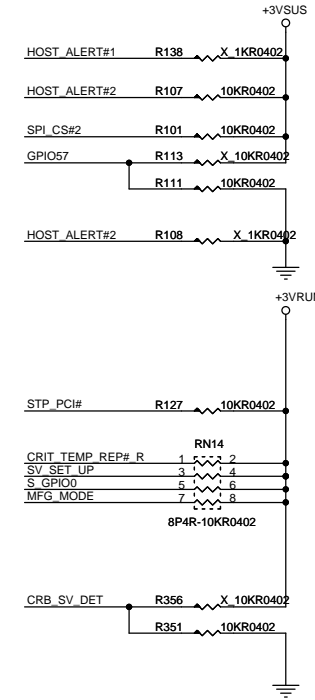 +3VSUS
HOST_ALERT#1 R138 X_1KR0402
HOST_ALERT#2 R107 10KR0402
SPI_CS#2 R101 10KR0402
GPIO57 R113 X_10KR0402
R111 10KR0402
HOST_ALERT#2 R108 X_1KR0402
+3VRUN
STP_PCI# R127 10KR0402
RN14
CRIT_TEMP_REP#_R 1 2
SV_SET_UP 3 4
S_GPIO0 5 6
MFG_MODE 7 8
8P4R-10KR0402
CRB_SV_DET R356 X_10KR0402
R351 10KR0402